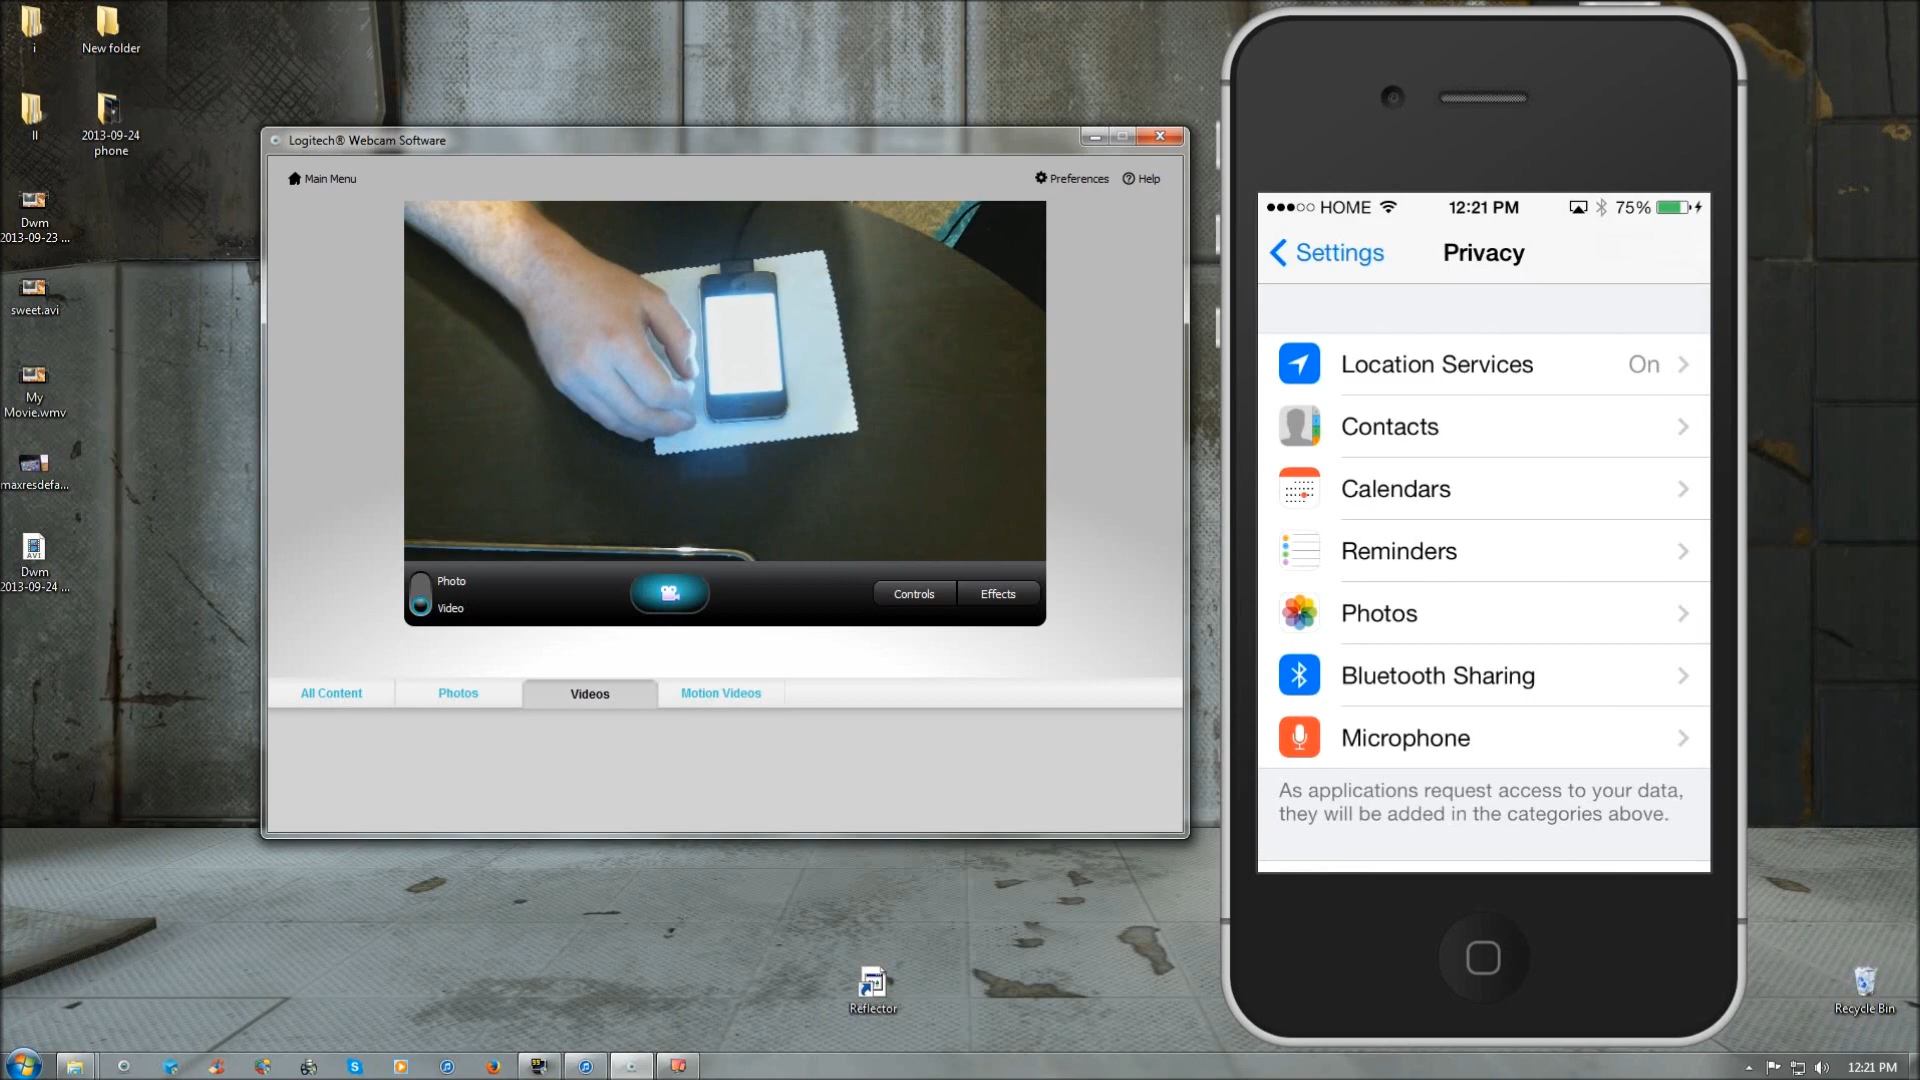 i
New folder
II
2013-09-24
phone
Dwm
2013-09-23 ...
sweet.avi
My
Movie.wmv
maxresdefa...
AVI
Dwm
2013-09-24 ...
Logitech® Webcam Software
Main Menu
Preferences
Help
Photo
Video
Controls
Effects
All Content
Photos
Videos
Motion Videos
HOME
12:21 PM
75%
Settings
Privacy
Location Services
On
Contacts
Calendars
Reminders
Photos
Bluetooth Sharing
Microphone
As applications request access to your data,
they will be added in the categories above.
Reflector
Recycle Bin
12:21 PM